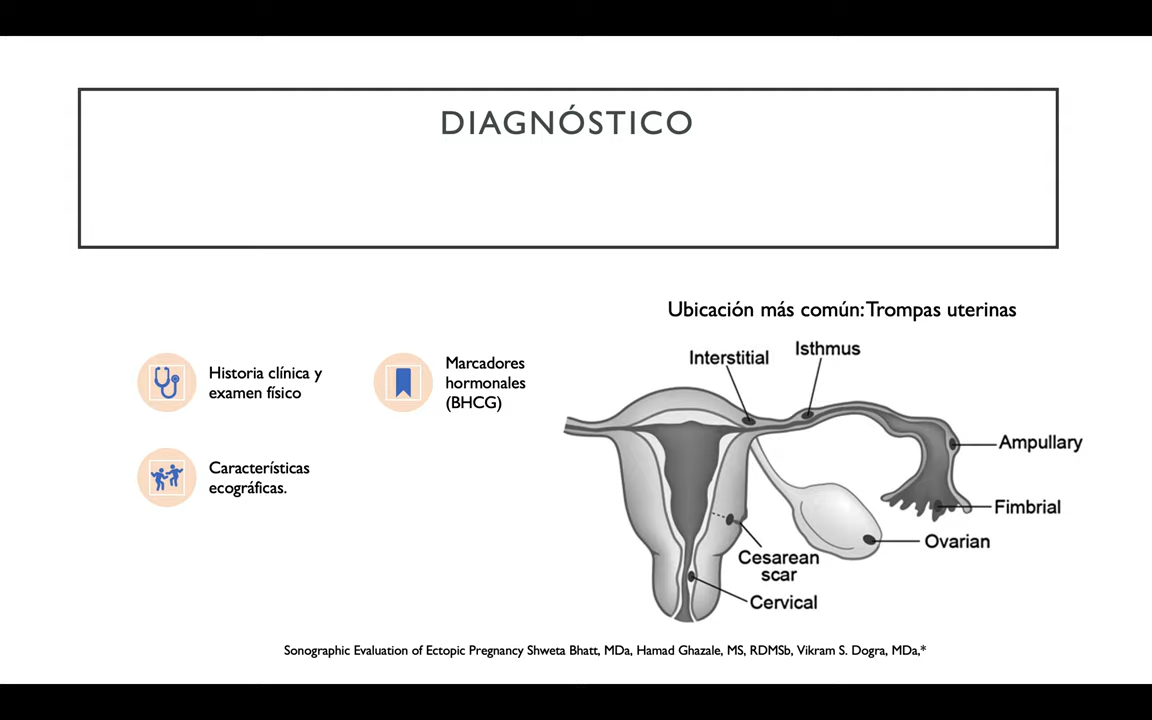 DIAGNÓSTICO
Historia clínica y
examen físico
Marcadores
hormonales
(BHCG)
Características
ecográficas.
Ubicación más común: Trompas uterinas
Interstitial
Isthmus
Ampullary
Fimbrial
Ovarian
Cesarean
scar
Cervical
Sonographic Evaluation of Ectopic Pregnancy Shweta Bhatt, MDa, Hamad Ghazale, MS, RDMSb, Vikram S. Dogra, MDa,*